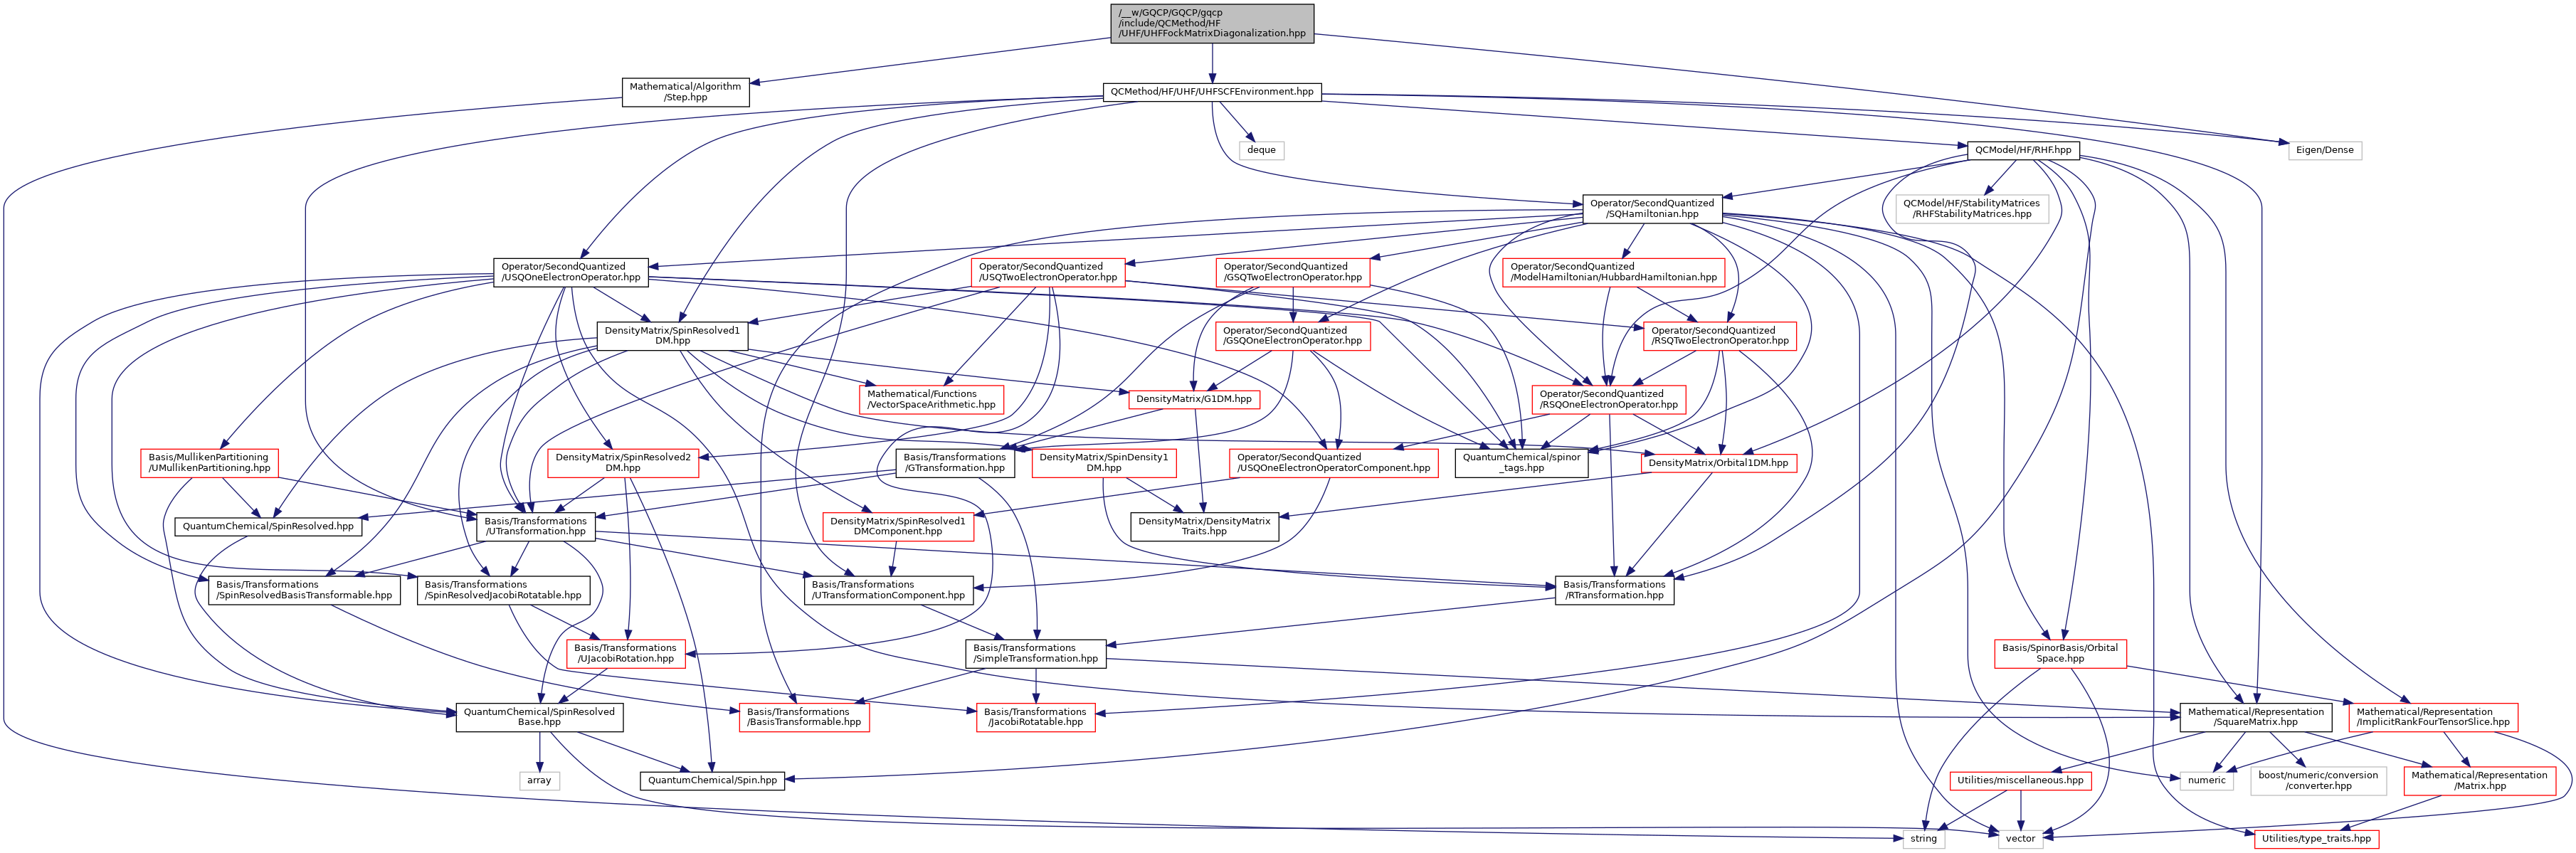 /__w/GQCP/GQCP/gqcp
/include/QCMethod/HF
/UHF/UHFFockMatrixDiagonalization.hpp
Mathematical/Algorithm
/Step.hpp
QCMethod/HF/UHF/UHFSCFEnvironment.hpp
deque
QCModel/HF/RHF.hpp
Eigen/Dense
Operator/SecondQuantized
/SQHamiltonian.hpp
QCModel/HF/StabilityMatrices
/RHFStabilityMatrices.hpp
Operator/SecondQuantized
/USQOneElectronOperator.hpp
Operator/SecondQuantized
/USQTwoElectronOperator.hpp
Operator/SecondQuantized
/GSQTwoElectronOperator.hpp
Operator/SecondQuantized
/ModelHamiltonian/HubbardHamiltonian.hpp
DensityMatrix/SpinResolved1
DM.hpp
Operator/SecondQuantized
/GSQOneElectronOperator.hpp
Operator/SecondQuantized
/RSQTwoElectronOperator.hpp
Mathematical/Functions
/VectorSpaceArithmetic.hpp
DensityMatrix/G1DM.hpp
Operator/SecondQuantized
/RSQOneElectronOperator.hpp
Basis/MullikenPartitioning
/UMullikenPartitioning.hpp
DensityMatrix/SpinResolved2
DM.hpp
Basis/Transformations
/GTransformation.hpp
DensityMatrix/SpinDensity1
DM.hpp
Operator/SecondQuantized
/USQOneElectronOperatorComponent.hpp
QuantumChemical/spinor
_tags.hpp
DensityMatrix/Orbital1DM.hpp
QuantumChemical/SpinResolved.hpp
Basis/Transformations
/UTransformation.hpp
DensityMatrix/SpinResolved1
DMComponent.hpp
DensityMatrix/DensityMatrix
Traits.hpp
Basis/Transformations
/SpinResolvedBasisTransformable.hpp
Basis/Transformations
/SpinResolvedJacobiRotatable.hpp
Basis/Transformations
/UTransformationComponent.hpp
Basis/Transformations
/RTransformation.hpp
Basis/Transformations
/UJacobiRotation.hpp
Basis/Transformations
/SimpleTransformation.hpp
Basis/SpinorBasis/Orbital
Space.hpp
QuantumChemical/SpinResolved
Base.hpp
Basis/Transformations
/BasisTransformable.hpp
Basis/Transformations
/JacobiRotatable.hpp
Mathematical/Representation
/SquareMatrix.hpp
Mathematical/Representation
/ImplicitRankFourTensorSlice.hpp
array
QuantumChemical/Spin.hpp
Utilities/miscellaneous.hpp
numeric
boost/numeric/conversion
/converter.hpp
Mathematical/Representation
/Matrix.hpp
string
vector
Utilities/type_traits.hpp